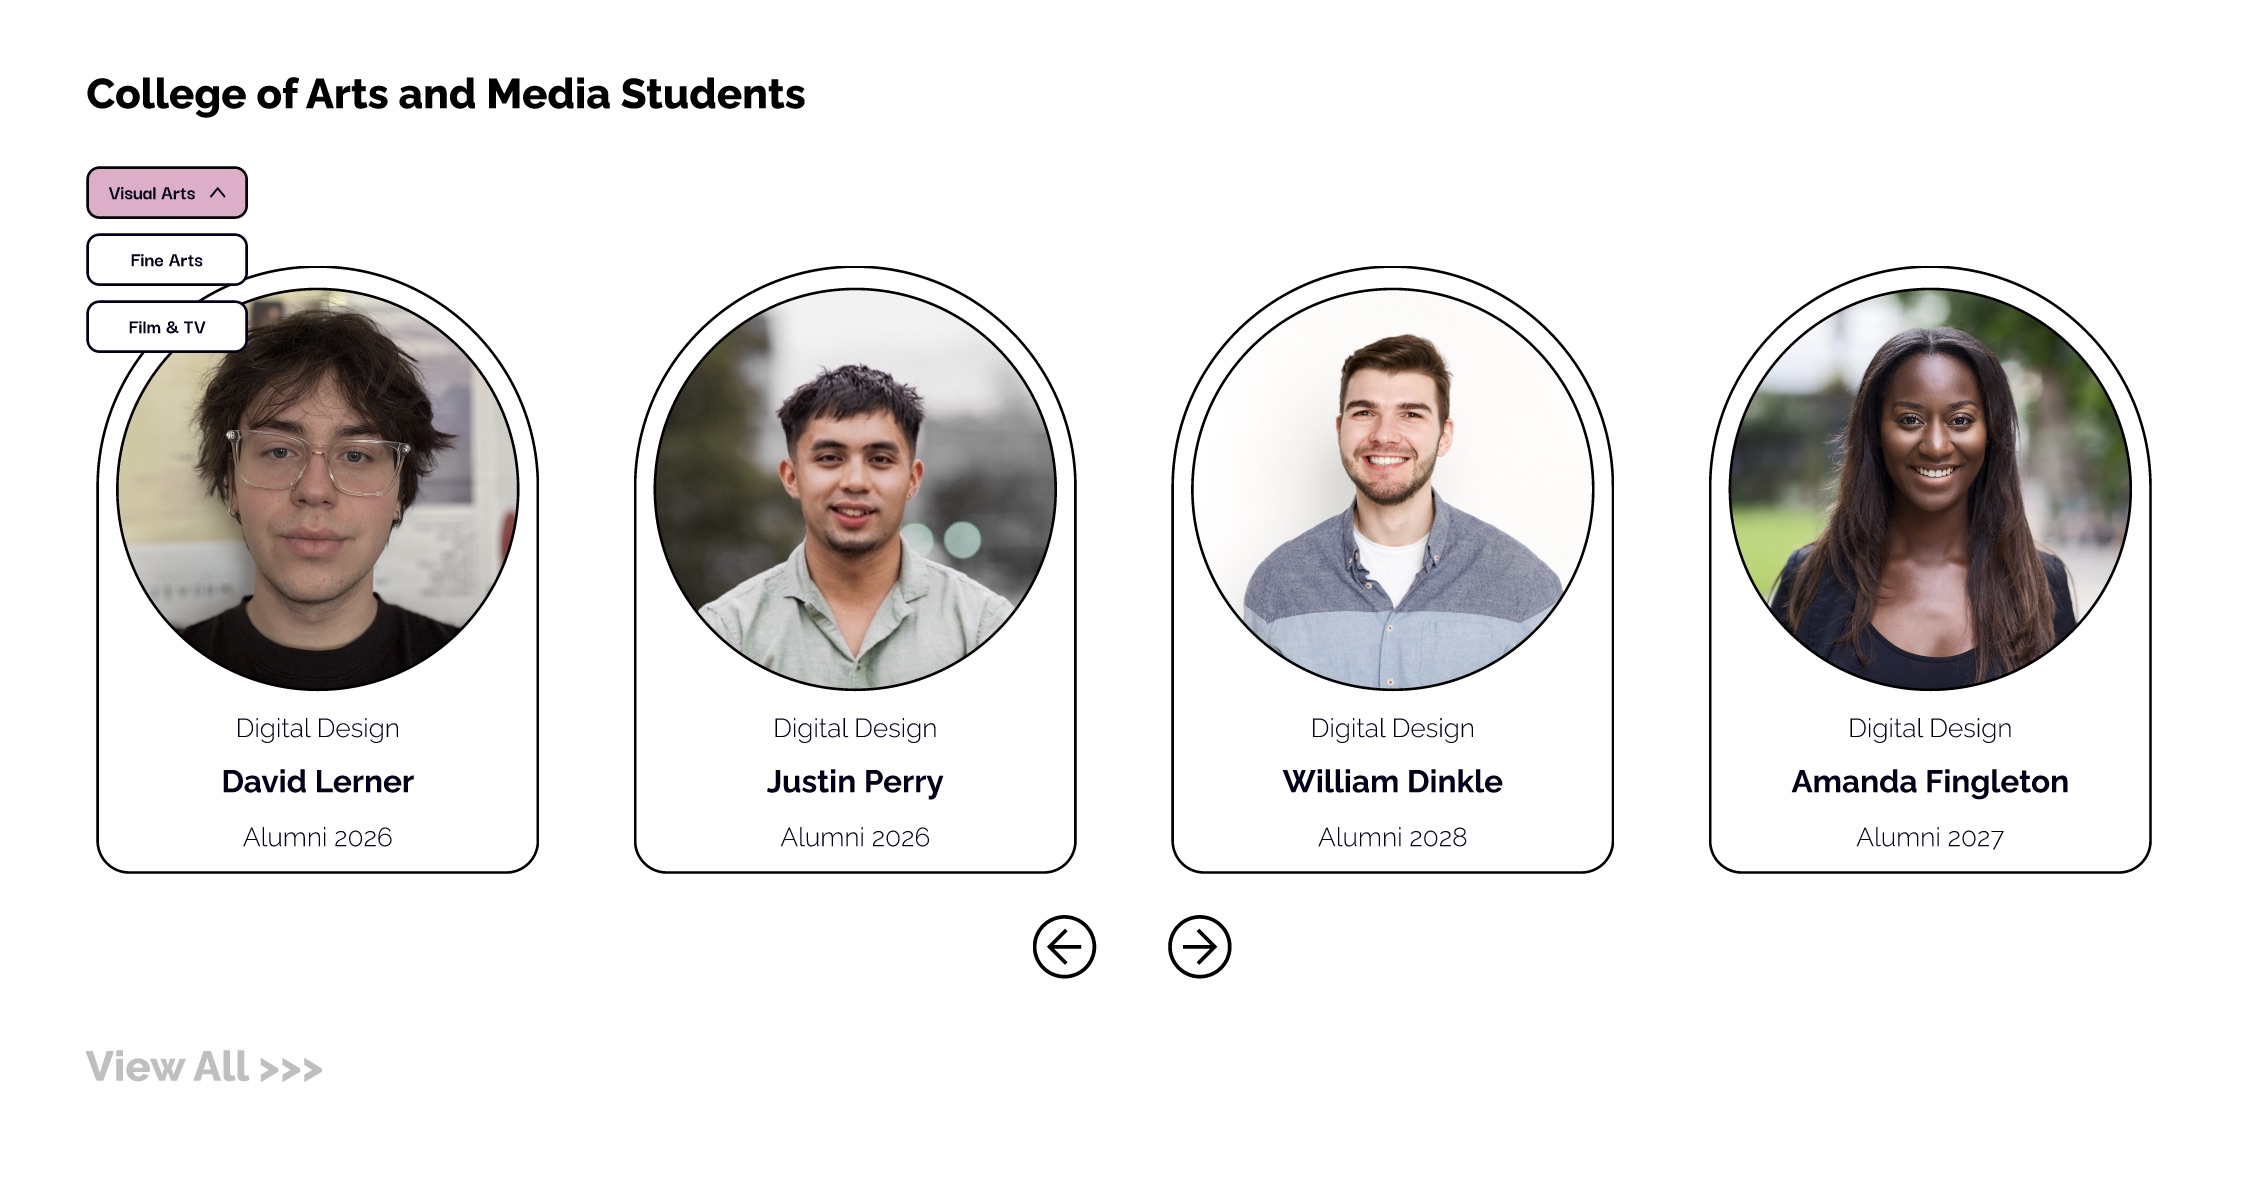 College of Arts and Media Students
Visual Arts
Fine Arts
Film & TV
Digital Design
David Lerner
Alumni 2026
Digital Design
Justin Perry
Alumni 2026
Digital Design
William Dinkle
Alumni 2028
Digital Design
Amanda Fingleton
Alumni 2027
View All >>>